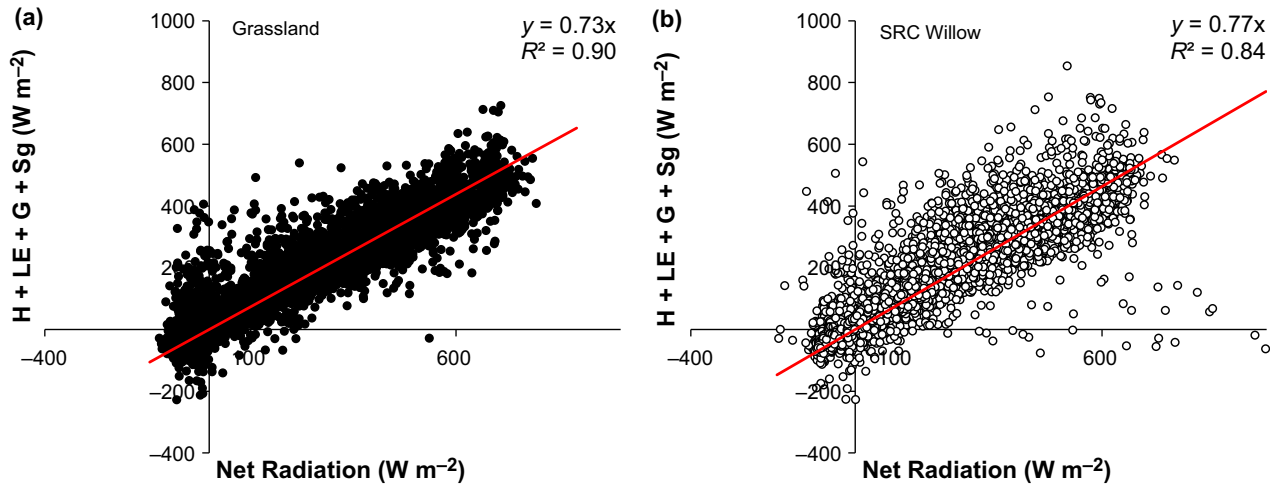 (a)
Grassland
y = 0.73x
R² = 0.90
H + LE + G + Sg (W m−2)
1000
800
600
400
200
−200
−400
−400
100
600
Net Radiation (W m−2)
(b)
SRC Willow
y = 0.77x
R² = 0.84
H + LE + G + Sg (W m−2)
1000
800
600
400
200
−200
−400
−400
100
600
Net Radiation (W m−2)